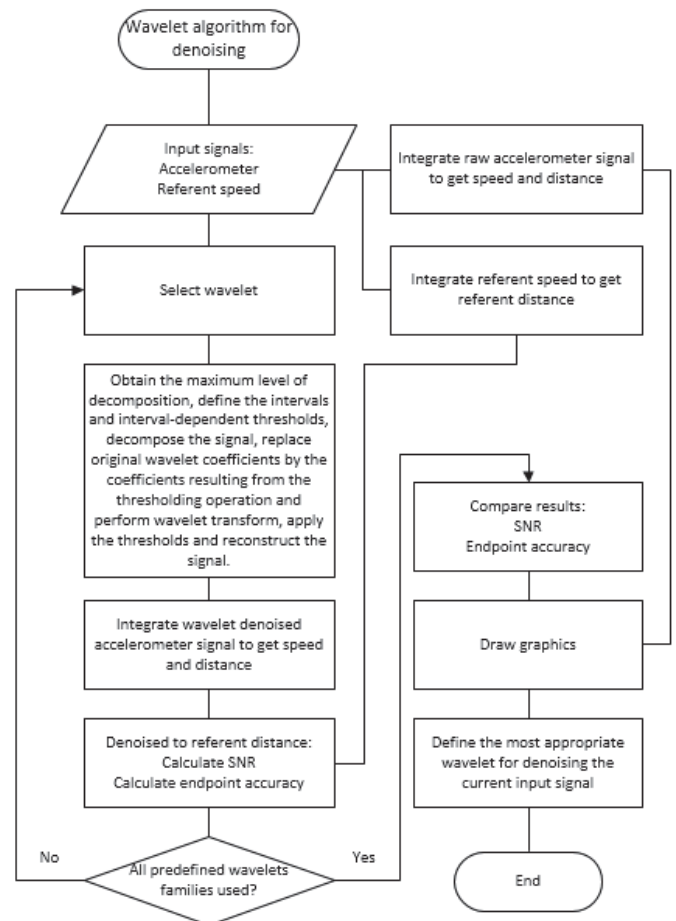 Wavelet algorithm for
denoising
Input signals:
Accelerometer
Referent speed
Integrate raw accelerometer signal
to get speed and distance
Select wavelet
Integrate referent speed to get
referent distance
Obtain the maximum level of
decomposition, define the intervals
and interval-dependent thresholds,
decompose the signal, replace
original wavelet coefficients by the
coefficients resulting from the
thresholding operation and
perform wavelet transform, apply
the thresholds and reconstruct the
signal.
Integrate wavelet denoised
accelerometer signal to get speed
and distance
Denoised to referent distance:
Calculate SNR
Calculate endpoint accuracy
No
All predefined wavelets
families used?
Yes
Compare results:
SNR
Endpoint accuracy
Draw graphics
Define the most appropriate
wavelet for denoising the
current input signal
End